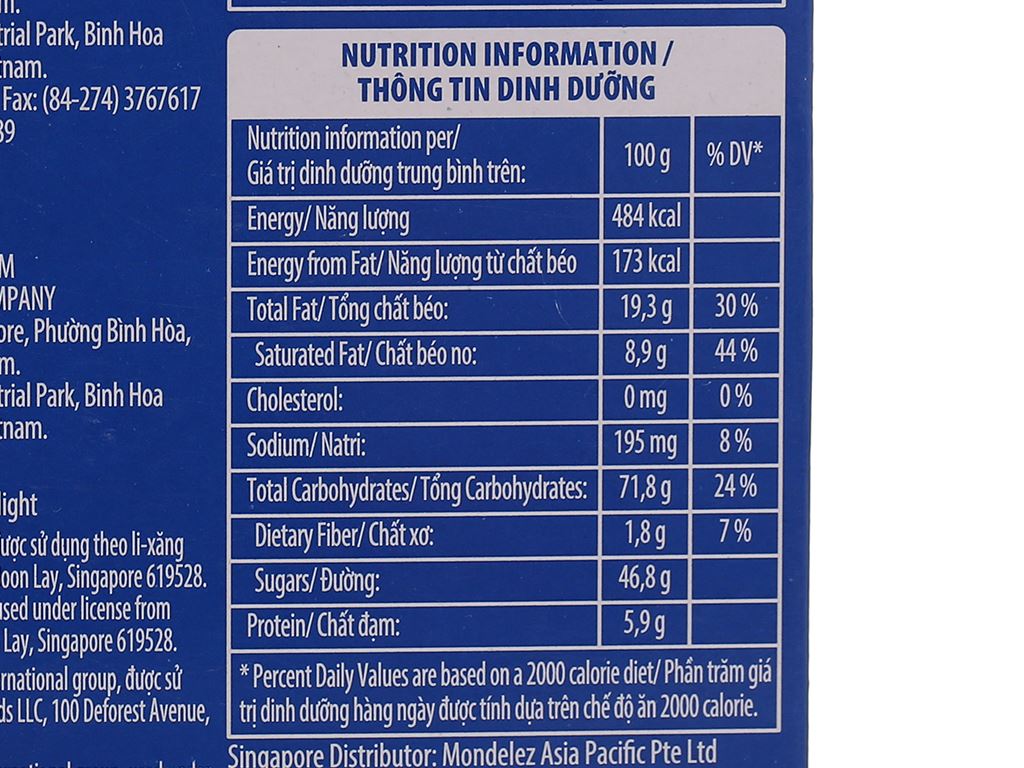 m.
trial Park, Binh Hoa
tnam.
Fax: (84-274) 3767617
39
M
MPANY
ore, Phường Bình Hòa,
m.
trial Park, Binh Hoa
tnam.
light
ược sử dụng theo li-xăng
oon Lay, Singapore 619528.
used under license from
Lay, Singapore 619528.
rnational group, được sử
ds LLC, 100 Deforest Avenue,
NUTRITION INFORMATION /
THÔNG TIN DINH DƯỠNG
Nutrition information per/
Giá trị dinh dưỡng trung bình trên:
100 g
% DV*
Energy/ Năng lượng 484 kcal
Energy from Fat/ Năng lượng từ chất béo 173 kcal
Total Fat/ Tổng chất béo: 19,3 g 30 %
Saturated Fat/ Chất béo no: 8,9 g 44 %
Cholesterol: 0 mg 0 %
Sodium/ Natri: 195 mg 8 %
Total Carbohydrates/ Tổng Carbohydrates: 71,8 g 24 %
Dietary Fiber/ Chất xơ: 1,8 g 7 %
Sugars/ Đường: 46,8 g
Protein/ Chất đạm: 5,9 g
* Percent Daily Values are based on a 2000 calorie diet/ Phần trăm giá
trị dinh dưỡng hàng ngày được tính dựa trên chế độ ăn 2000 calorie.
Singapore Distributor: Mondelez Asia Pacific Pte Ltd